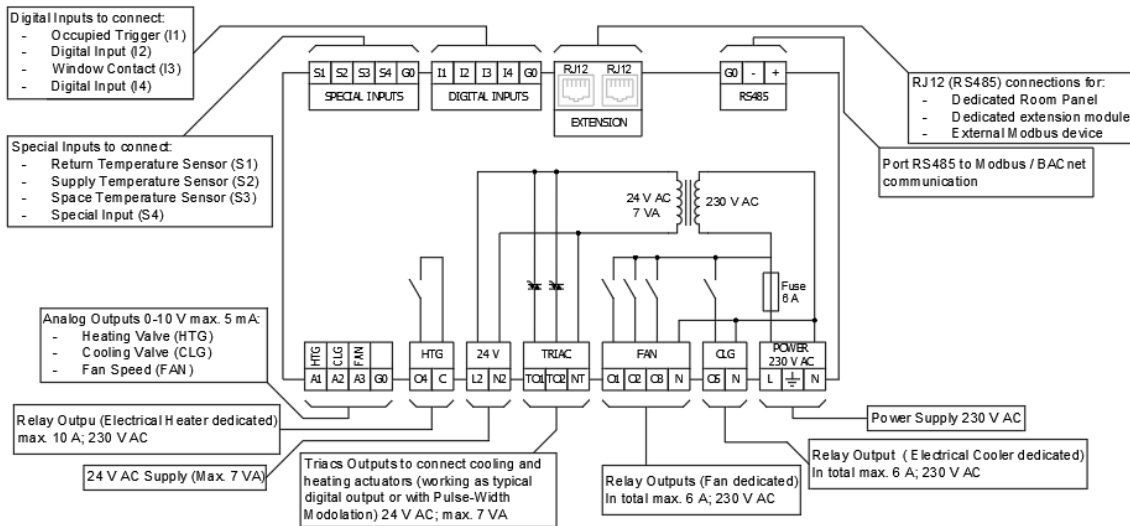 Digital Inputs to connect:
- Occupied Trigger (I1)
- Digital Input (I2)
- Window Contact (I3)
- Digital Input (I4)
Special Inputs to connect:
- Return Temperature Sensor (S1)
- Supply Temperature Sensor (S2)
- Space Temperature Sensor (S3)
- Special Input (S4)
S1 S2 S3 S4 G0
SPECIAL INPUTS
I1 I2 I3 I4 G0
DIGITAL INPUTS
RJ12 RJ12
EXTENSION
G0 - +
RS485
RJ12 (RS485) connections for:
- Dedicated Room Panel
- Dedicated extension module
- External Modbus device
Port RS485 to Modbus / BACnet
communication
24 V AC
7 VA
230 V AC
Fuse
6 A
Analog Outputs 0-10 V max. 5 mA:
- Heating Valve (HTG)
- Cooling Valve (CLG)
- Fan Speed (FAN)
HTG CLG FAN
A1 A2 A3 G0
HTG
O4 C
24 V
L2 N2
TRIAC
TO1 TO2 NT
FAN
O1 O2 O3 N
CLG
O5 N
POWER
230 V AC
L N
Relay Outpu (Electrical Heater dedicated)
max. 10 A; 230 V AC
24 V AC Supply (Max. 7 VA)
Triacs Outputs to connect cooling and
heating actuators (working as typical
digital output or with Pulse-Width
Modolation) 24 V AC; max. 7 VA
Relay Outputs (Fan dedicated)
In total max. 6 A; 230 V AC
Power Supply 230 V AC
Relay Output ( Electrical Cooler dedicated)
In total max. 6 A; 230 V AC